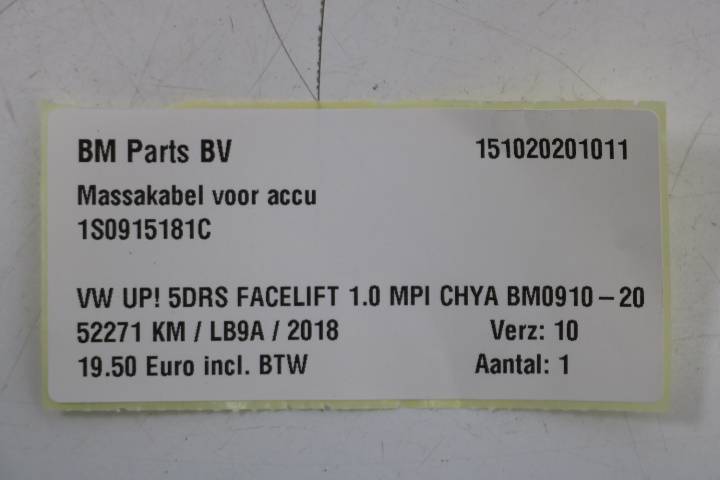 BM Parts BV 151020201011
Massakabel voor accu
1S0915181C
VW UP! 5DRS FACELIFT 1.0 MPI CHYA BM0910-20
52271 KM / LB9A / 2018 Verz: 10
19.50 Euro incl. BTW Aantal: 1